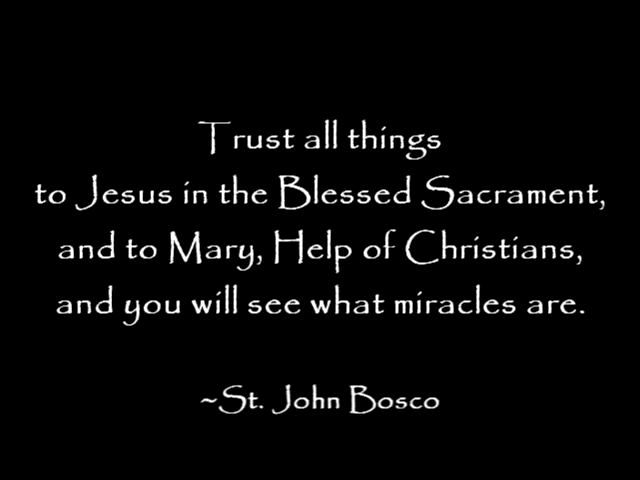 Trust all things
to Jesus in the Blessed Sacrament,
and to Mary, Help of Christians,
and you will see what miracles are.
~St. John Bosco